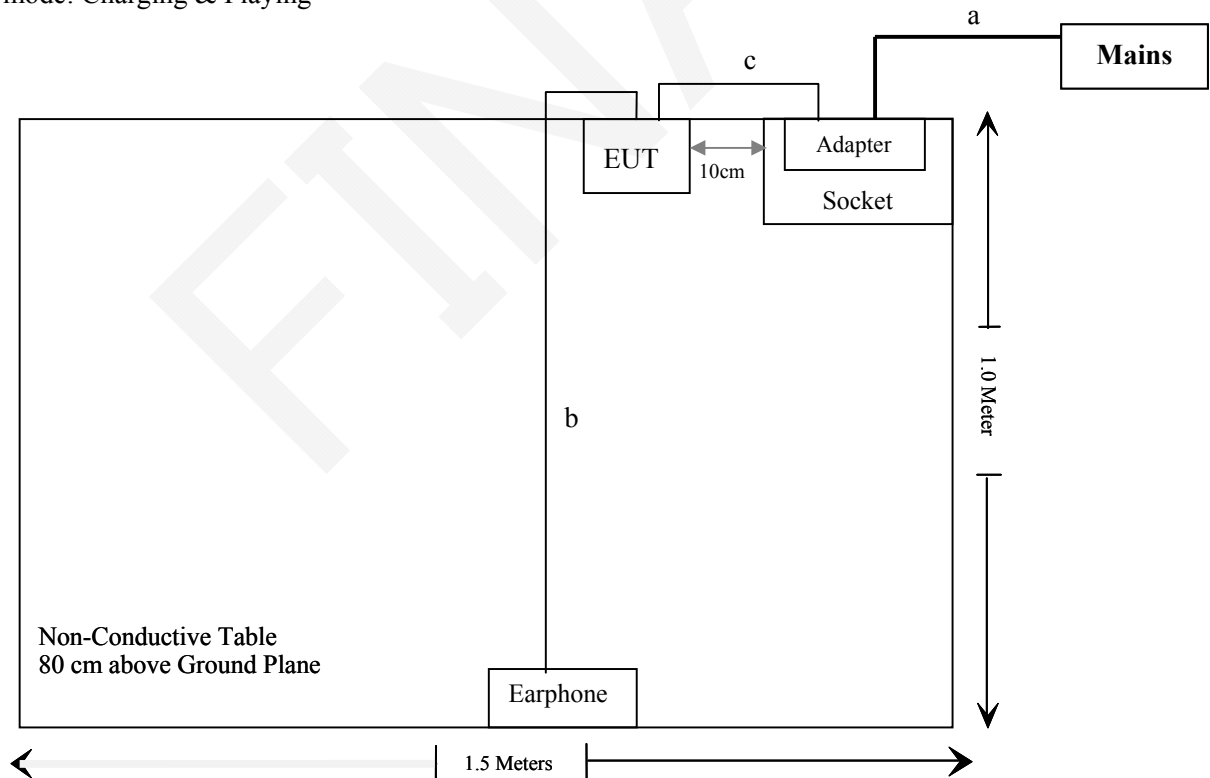 mode: Charging & Playing
a
Mains
c
EUT
10cm
Adapter
Socket
1.0 Meter
b
Non-Conductive Table
80 cm above Ground Plane
Earphone
1.5 Meters